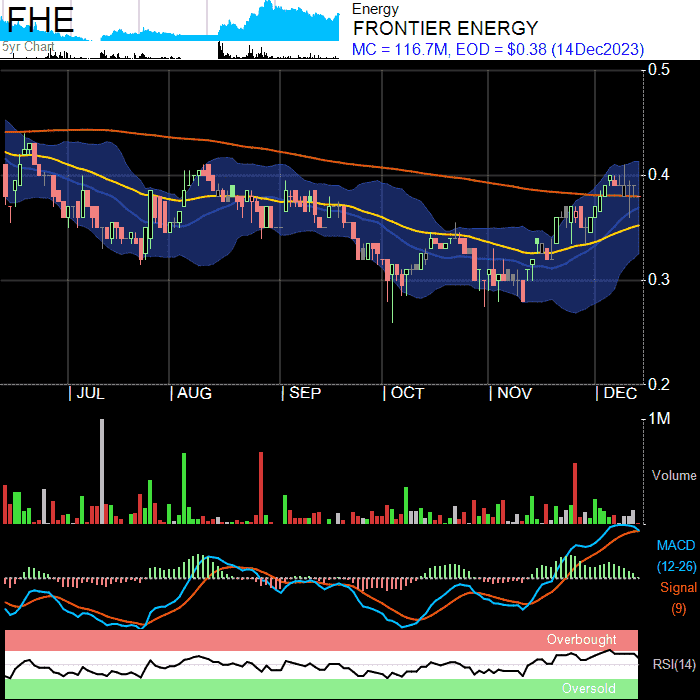 FHE
5yr Chart
Energy
FRONTIER ENERGY
MC = 116.7M, EOD = $0.38 (14Dec2023)
0.5
0.4
0.3
0.2
JUL AUG SEP OCT NOV DEC
1M
Volume
MACD
(12-26)
Signal
(9)
Overbought
RSI(14)
Oversold